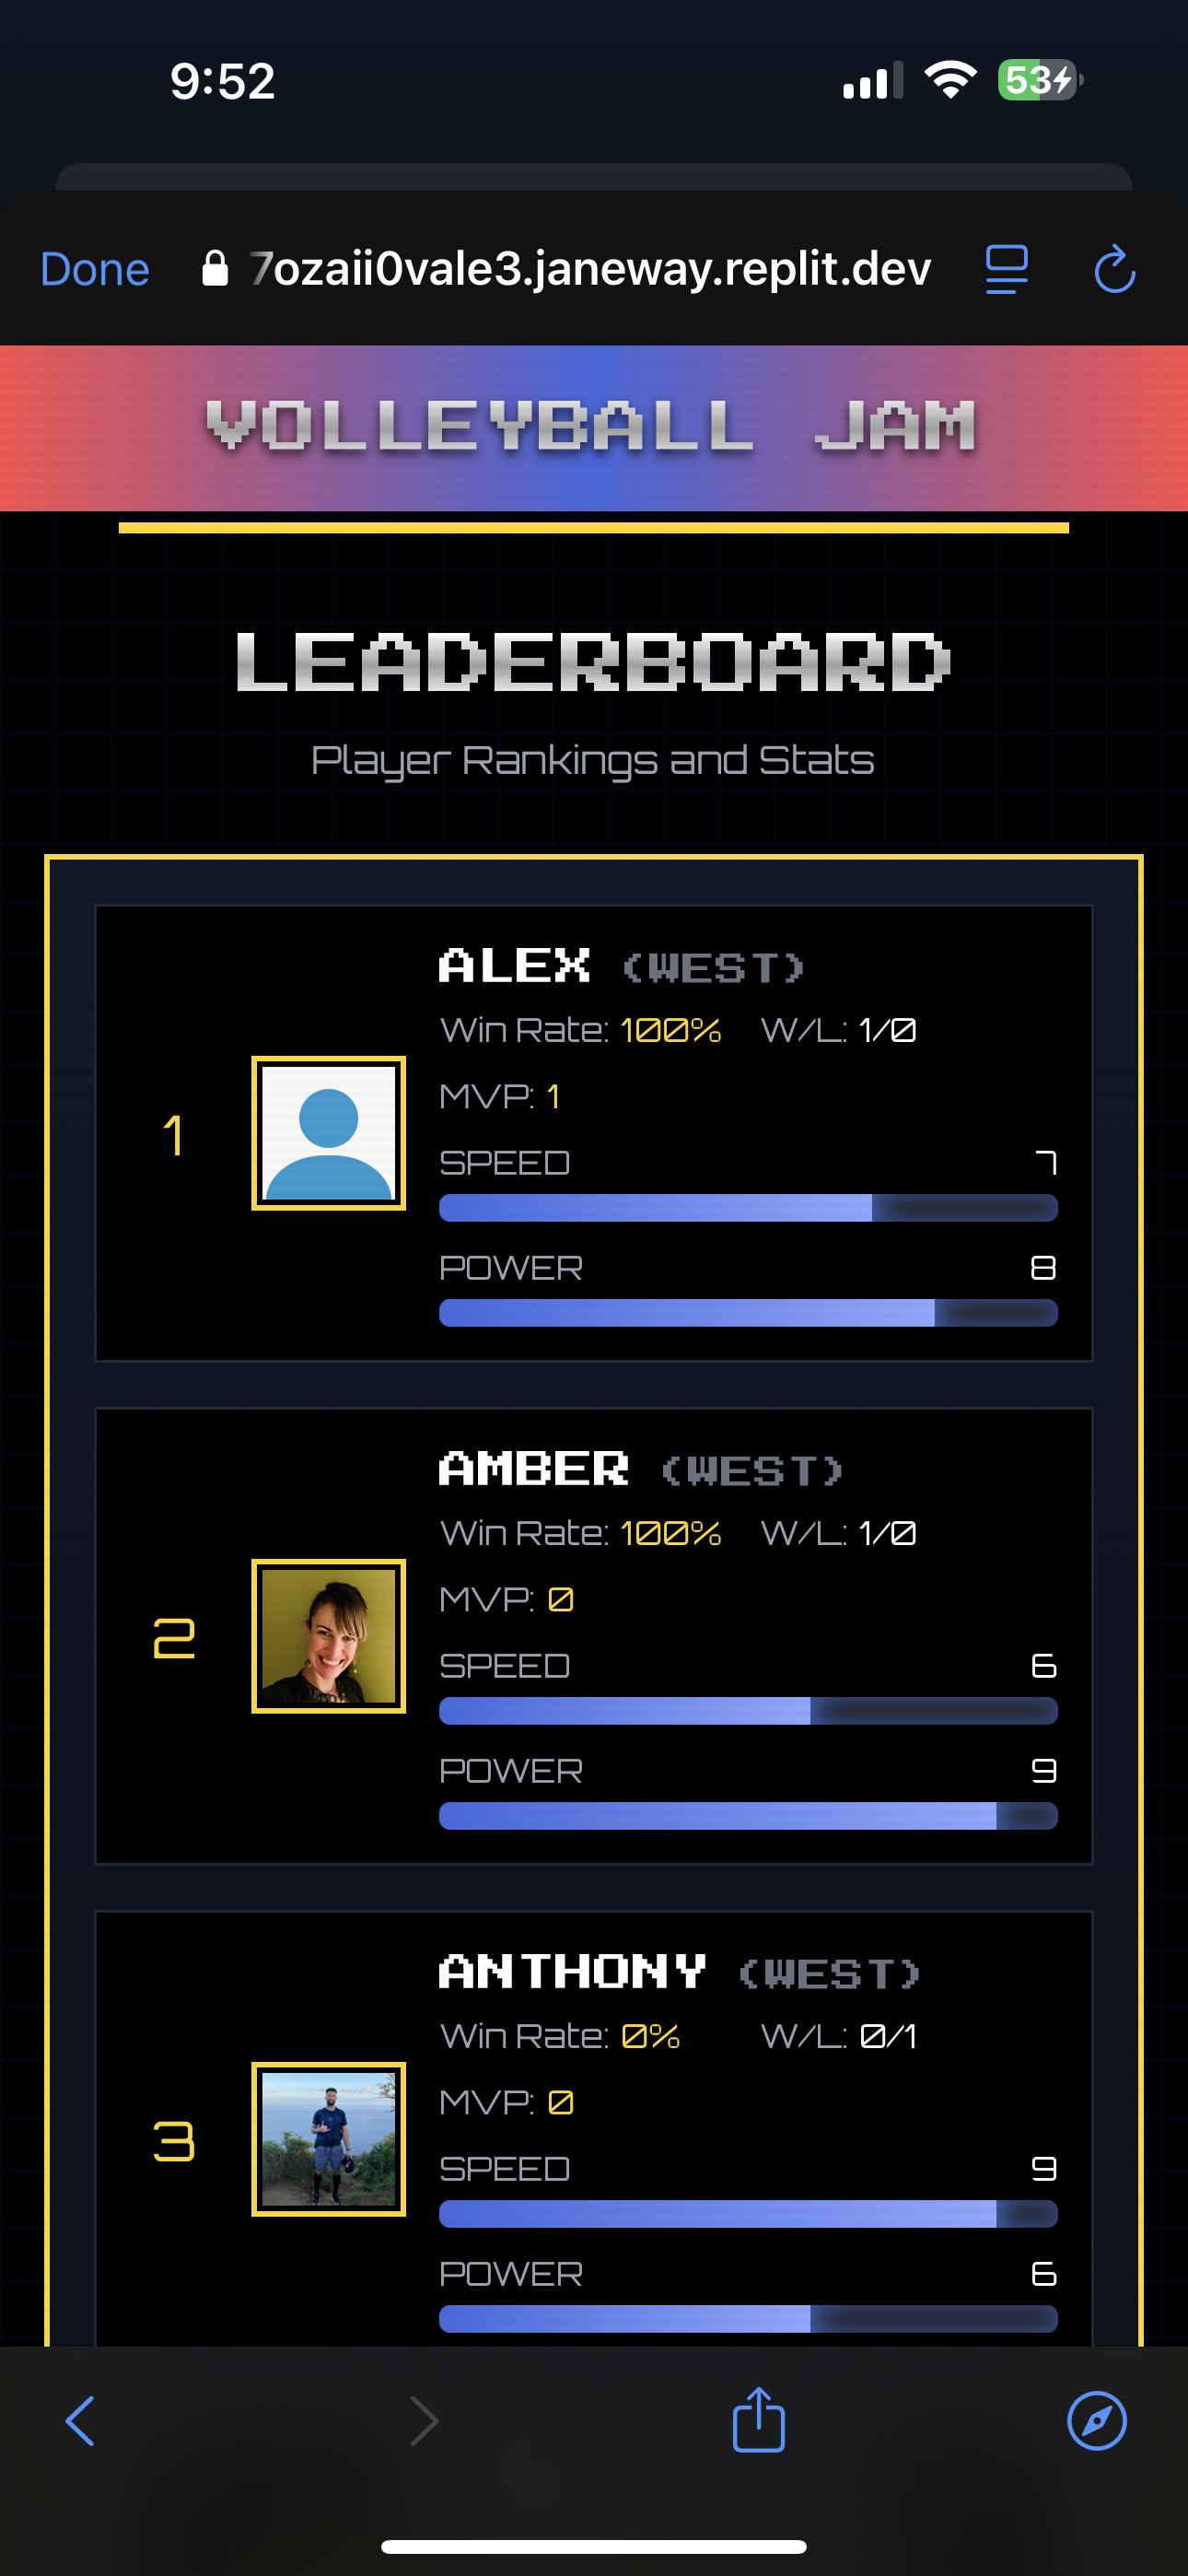 9:52
53
Done
7ozaii0vale3.janeway.replit.dev
VOLLEYBALL JAM
LEADERBOARD
Player Rankings and Stats
1
ALEX (WEST)
Win Rate: 100% W/L: 1/0
MVP: 1
SPEED 7
POWER 8
2
AMBER (WEST)
Win Rate: 100% W/L: 1/0
MVP: 0
SPEED 6
POWER 9
3
ANTHONY (WEST)
Win Rate: 0% W/L: 0/1
MVP: 0
SPEED 9
POWER 6